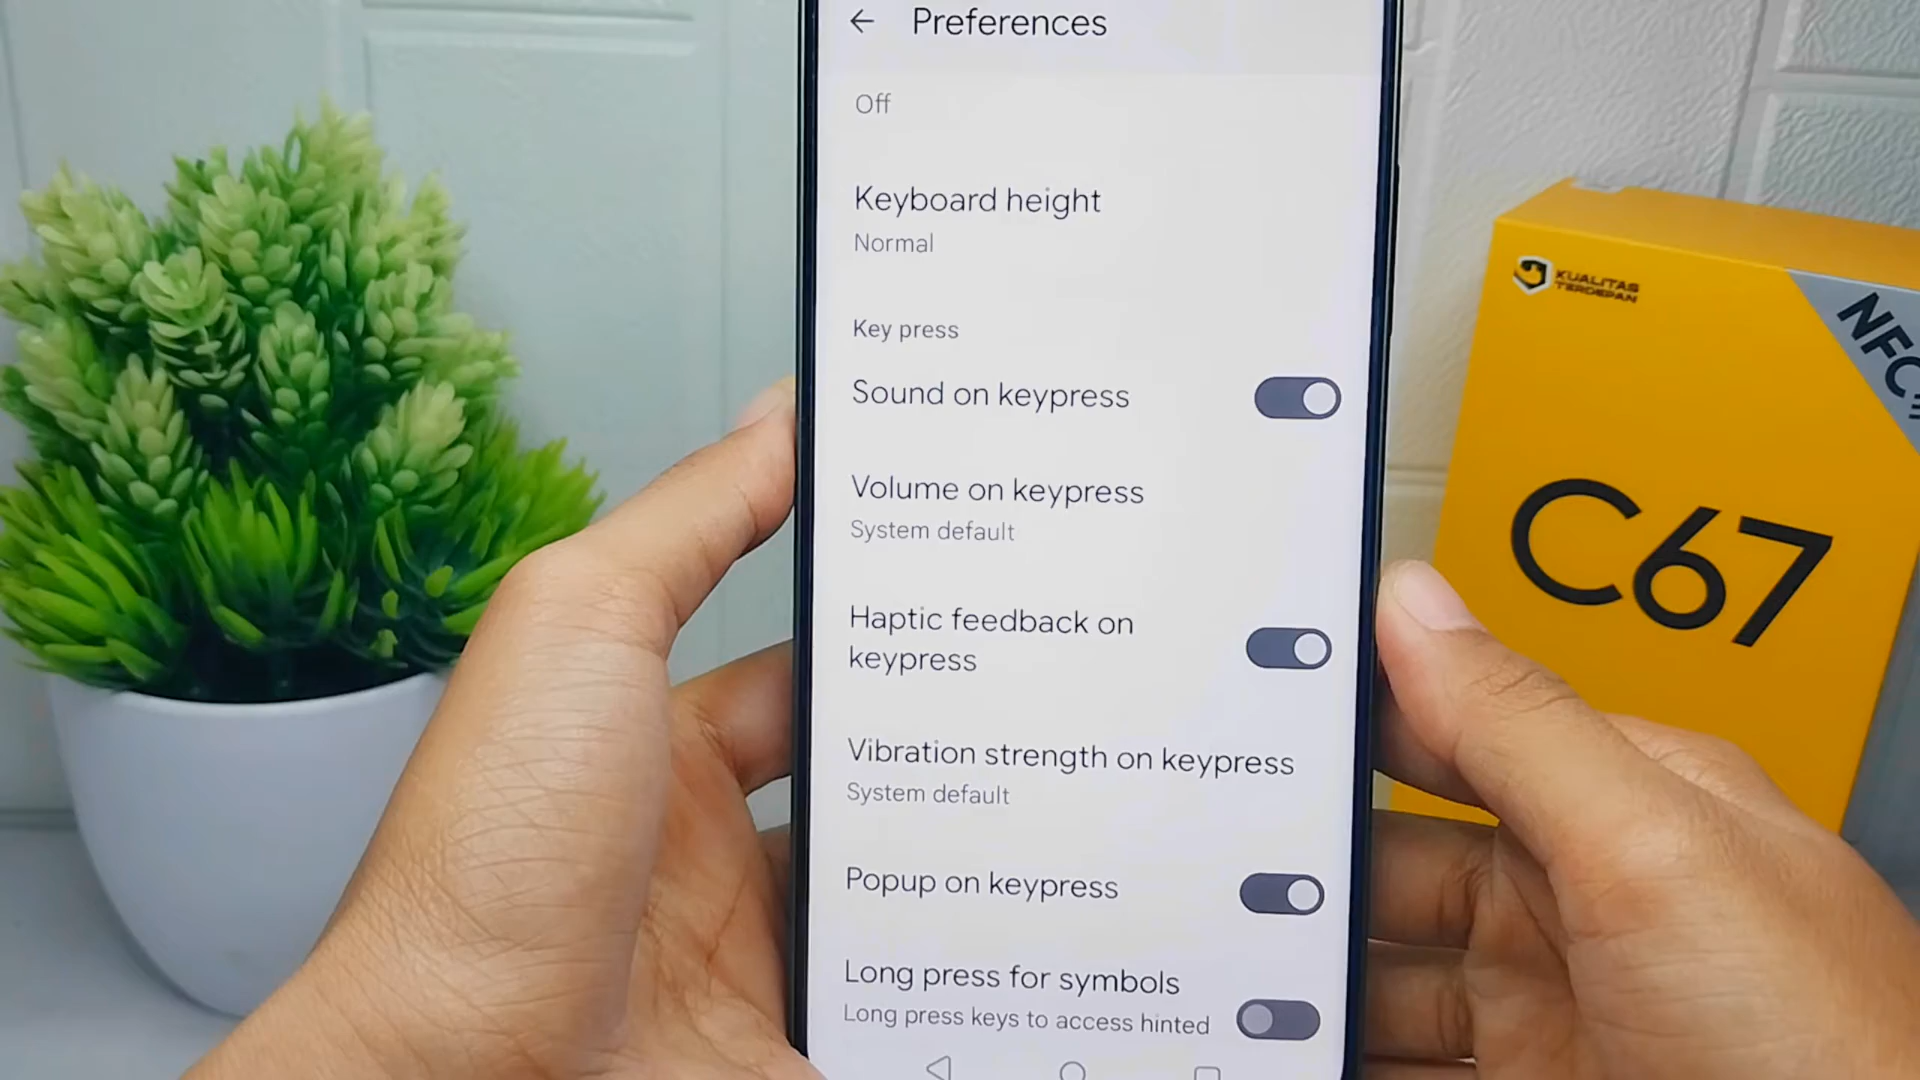 Preferences
Off
Keyboard height
Normal
Key press
Sound on keypress
Volume on keypress
System default
Haptic feedback on
keypress
Vibration strength on keypress
System default
Popup on keypress
Long press for symbols
Long press keys to access hinted
KUALITAS
TERDEPAN
NFC
C67